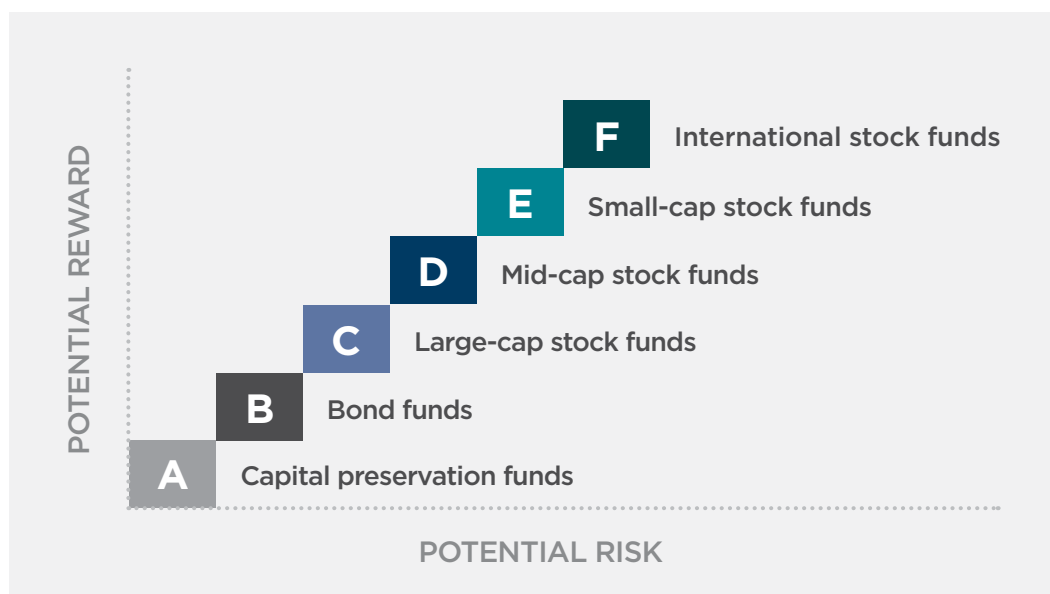 POTENTIAL REWARD
F International stock funds
E Small-cap stock funds
D Mid-cap stock funds
C Large-cap stock funds
B Bond funds
A Capital preservation funds
POTENTIAL RISK